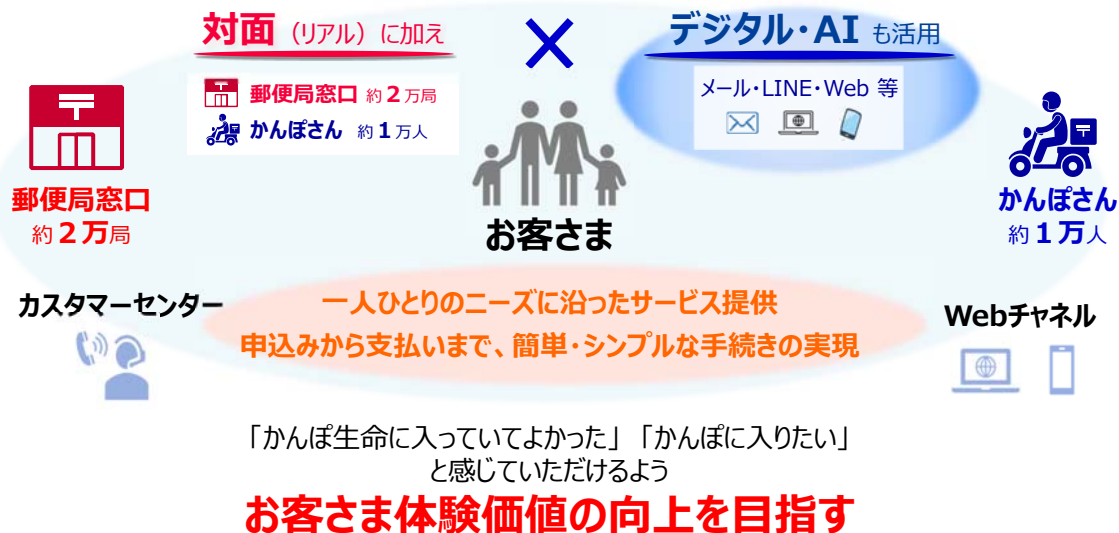 対面（リアル）に加え
×
デジタル・AI も活用
郵便局窓口 約２万局
かんぽさん 約１万人
メール・LINE・Web 等
郵便局窓口
約２万局
お客さま
かんぽさん
約１万人
カスタマーセンター
一人ひとりのニーズに沿ったサービス提供
申込みから支払いまで、簡単・シンプルな手続きの実現
Webチャネル
「かんぽ生命に入っていてよかった」「かんぽに入りたい」
と感じていただけるよう
お客さま体験価値の向上を目指す